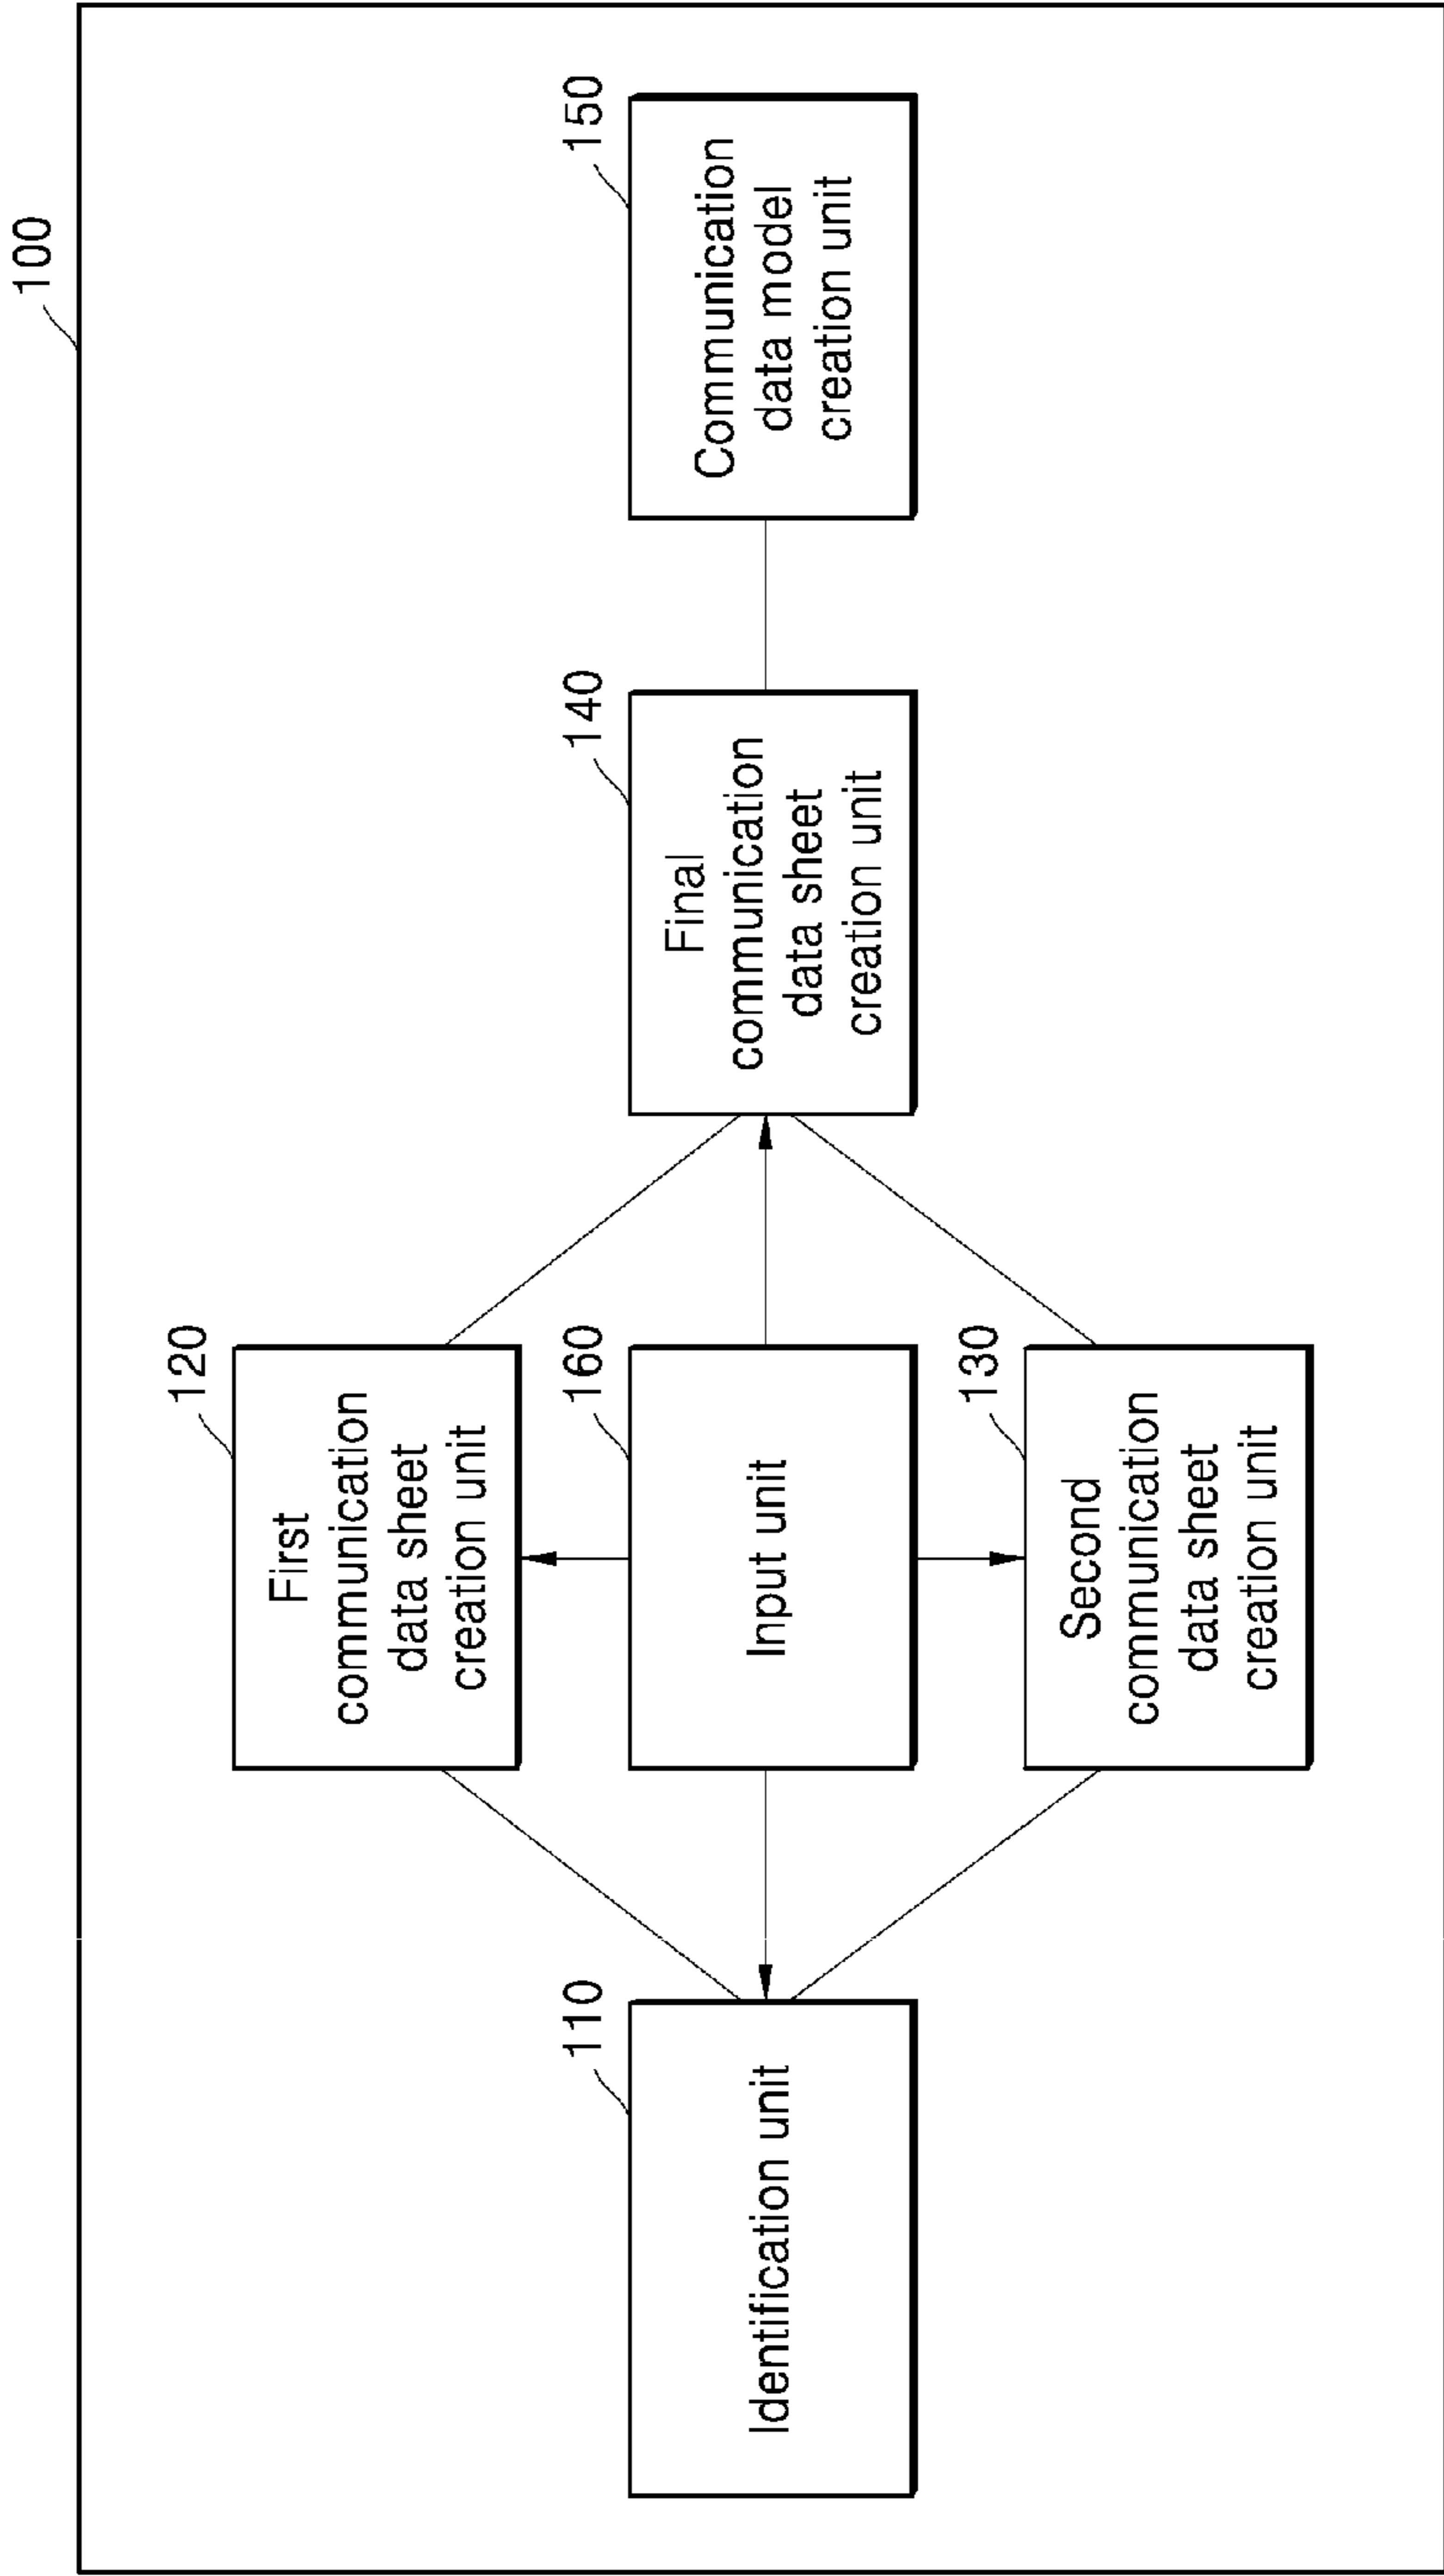 100
120
First
communication
data sheet
creation unit
110
Identification unit
160
Input unit
140
Final
communication
data sheet
creation unit
150
Communication
data model
creation unit
130
Second
communication
data sheet
creation unit